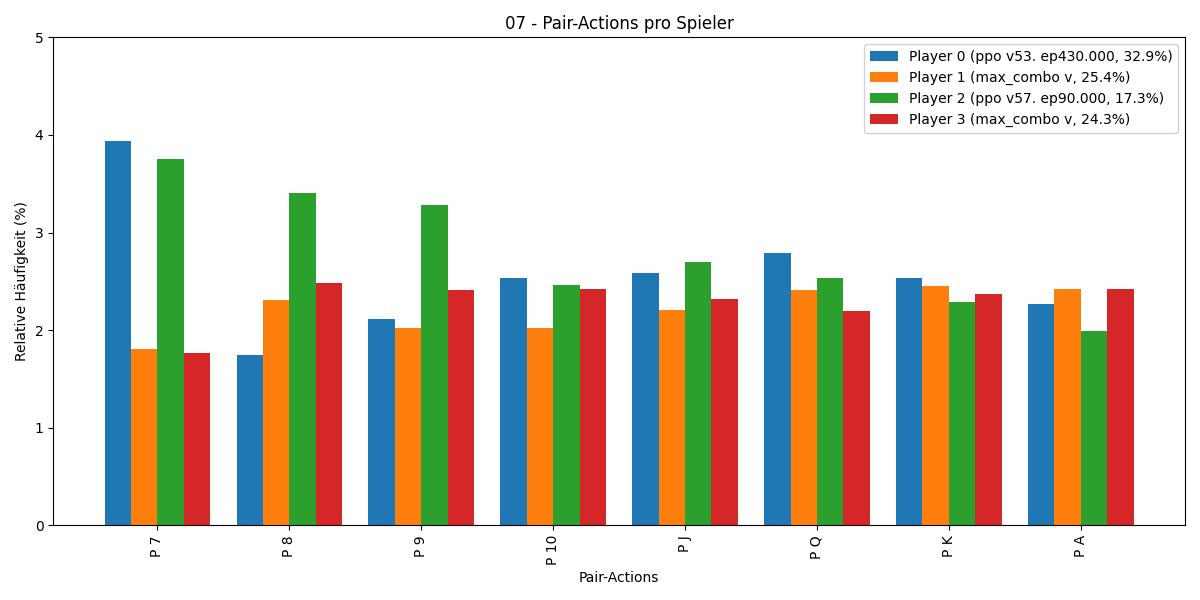 07 - Pair-Actions pro Spieler
Player 0 (ppo v53. ep430.000, 32.9%)
Player 1 (max_combo v, 25.4%)
Player 2 (ppo v57. ep90.000, 17.3%)
Player 3 (max_combo v, 24.3%)
Relative Häufigkeit (%)
5
4
3
2
1
0
P 7
P 8
P 9
P 10
P J
P Q
P K
P A
Pair-Actions